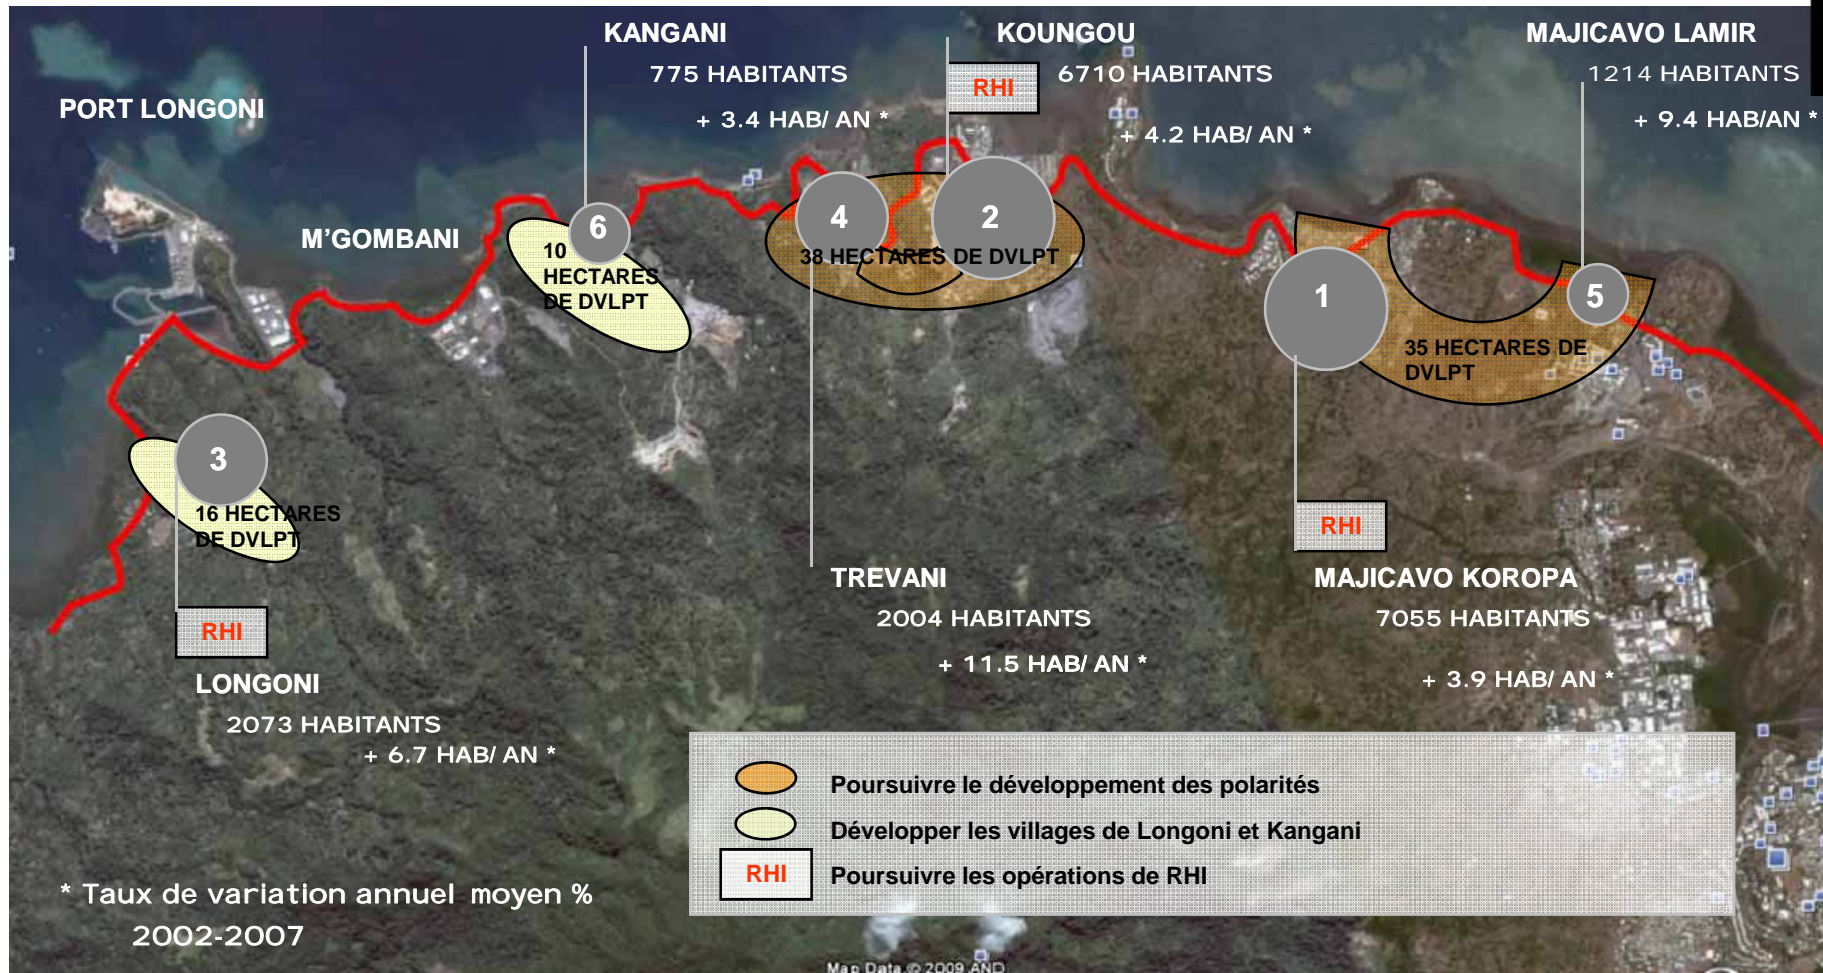 KANGANI
775 HABITANTS
+ 3.4 HAB/ AN *
KOUNGOU
RHI
6710 HABITANTS
+ 4.2 HAB/ AN *
MAJICAVO LAMIR
1214 HABITANTS
+ 9.4 HAB/AN *
PORT LONGONI
M'GOMBANI
6
10
HECTARES
DE DVLPT
4
2
38 HECTARES DE DVLPT
1
5
35 HECTARES DE
DVLPT
3
16 HECTARES
DE DVLPT
RHI
LONGONI
2073 HABITANTS
+ 6.7 HAB/ AN *
TREVANI
2004 HABITANTS
+ 11.5 HAB/ AN *
RHI
MAJICAVO KOROPA
7055 HABITANTS
+ 3.9 HAB/ AN *
Poursuivre le développement des polarités
Développer les villages de Longoni et Kangani
RHI
Poursuivre les opérations de RHI
* Taux de variation annuel moyen %
2002-2007
Map Data © 2009 AND